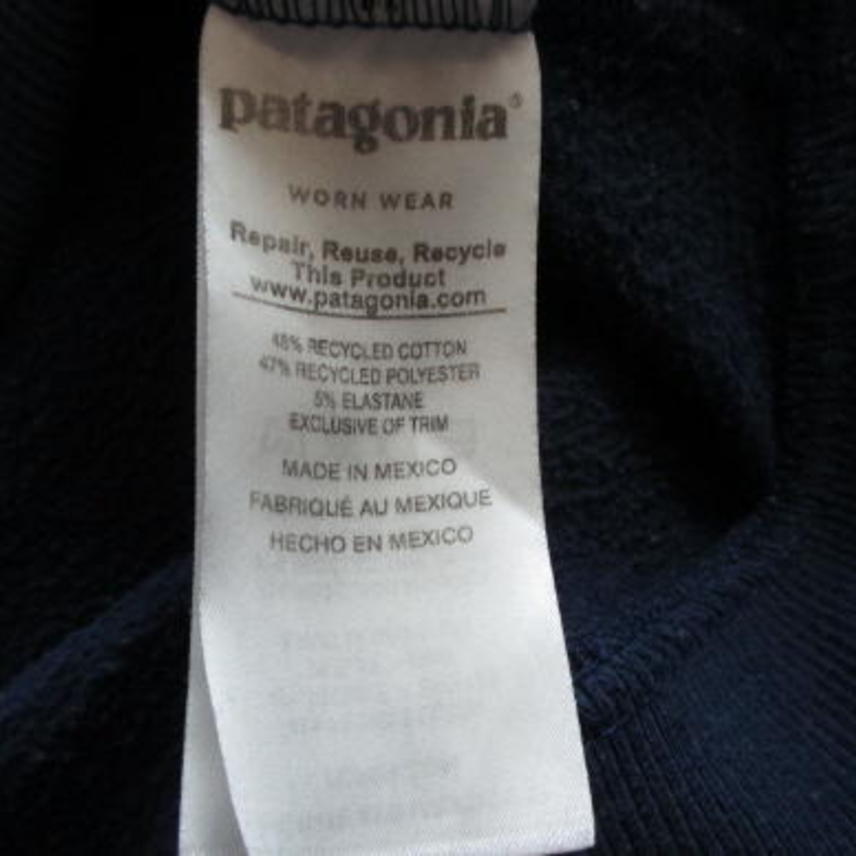 patagonia®
WORN WEAR
Repair, Reuse, Recycle
This Product
www.patagonia.com
48% RECYCLED COTTON
47% RECYCLED POLYESTER
5% ELASTANE
EXCLUSIVE OF TRIM
MADE IN MEXICO
FABRIQUÉ AU MEXIQUE
HECHO EN MEXICO